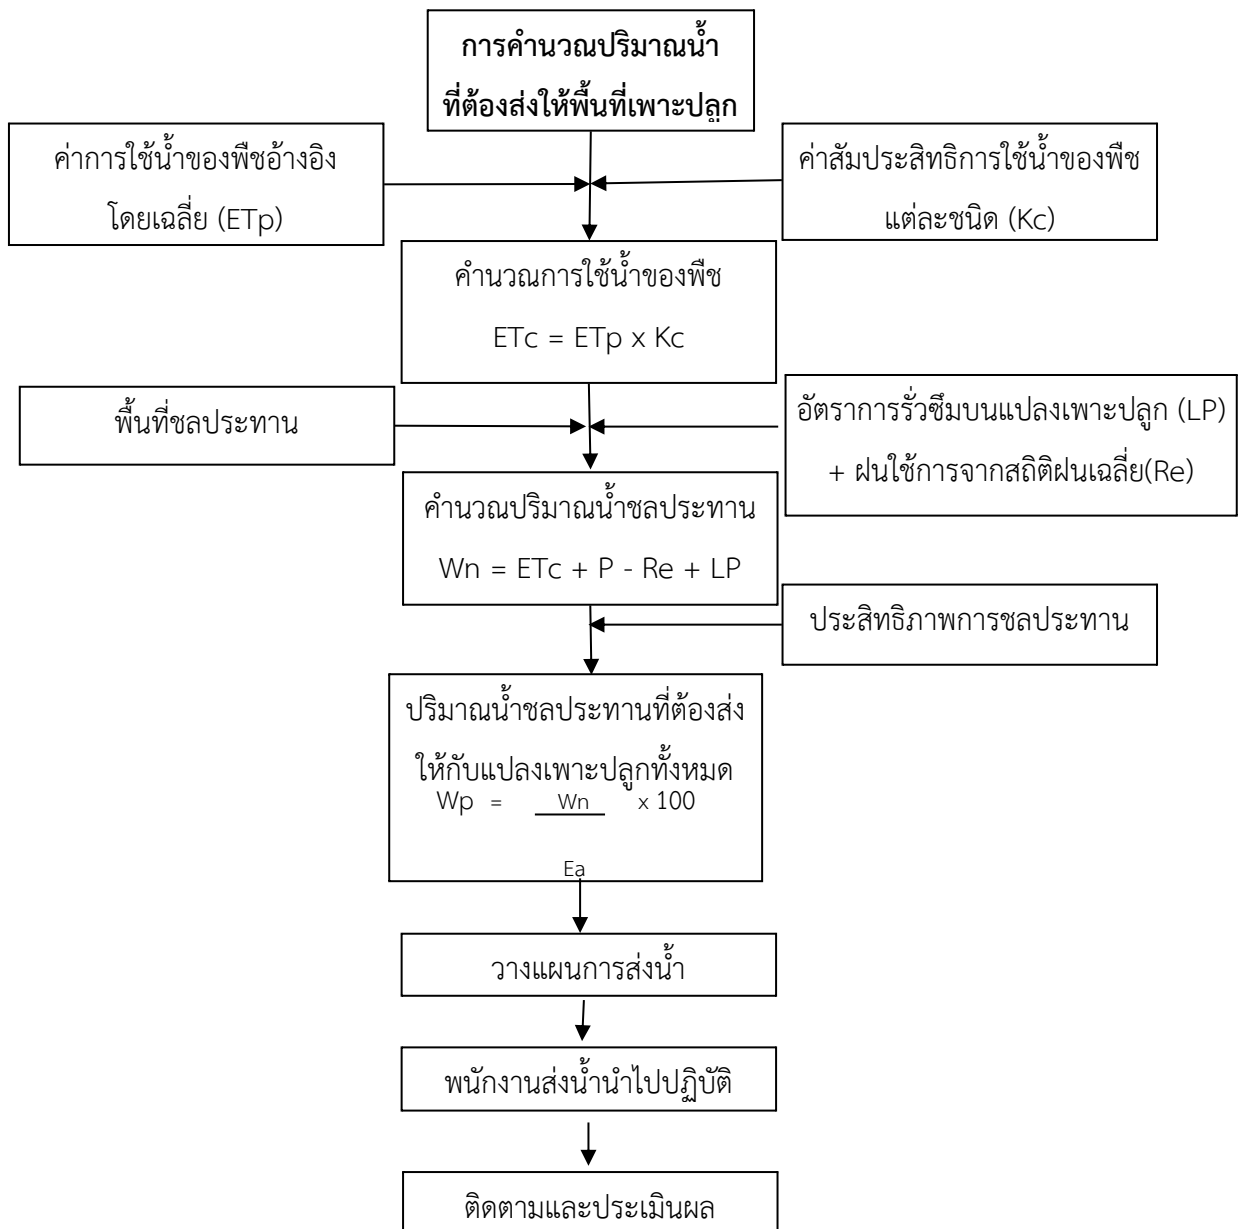 การคำนวณปริมาณน้ำ
ที่ต้องส่งให้พื้นที่เพาะปลูก
ค่าการใช้น้ำของพืชอ้างอิง
โดยเฉลี่ย (ETp)
ค่าสัมประสิทธิการใช้น้ำของพืช
แต่ละชนิด (Kc)
คำนวณการใช้น้ำของพืช
ETc = ETp x Kc
พื้นที่ชลประทาน
อัตราการรั่วซึมบนแปลงเพาะปลูก (LP)
+ ฝนใช้การจากสถิติฝนเฉลี่ย(Re)
คำนวณปริมาณน้ำชลประทาน
Wn = ETc + P - Re + LP
ประสิทธิภาพการชลประทาน
ปริมาณน้ำชลประทานที่ต้องส่ง
ให้กับแปลงเพาะปลูกทั้งหมด
Wp = Wn x 100
Ea
วางแผนการส่งน้ำ
พนักงานส่งน้ำนำไปปฏิบัติ
ติดตามและประเมินผล